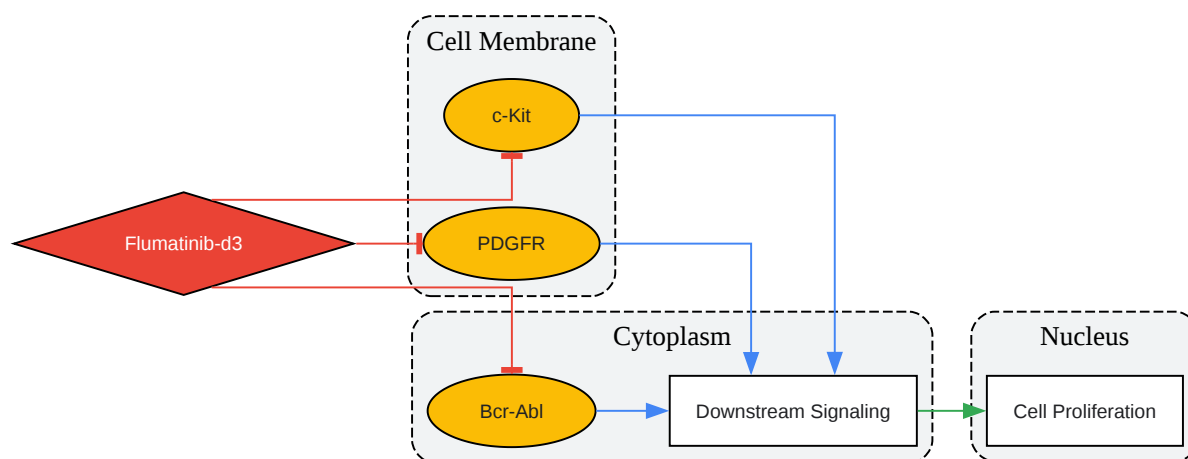 Cell Membrane
c-Kit
Flumatinib-d3
PDGFR
Cytoplasm
Nucleus
Bcr-Abl
Downstream Signaling
Cell Proliferation